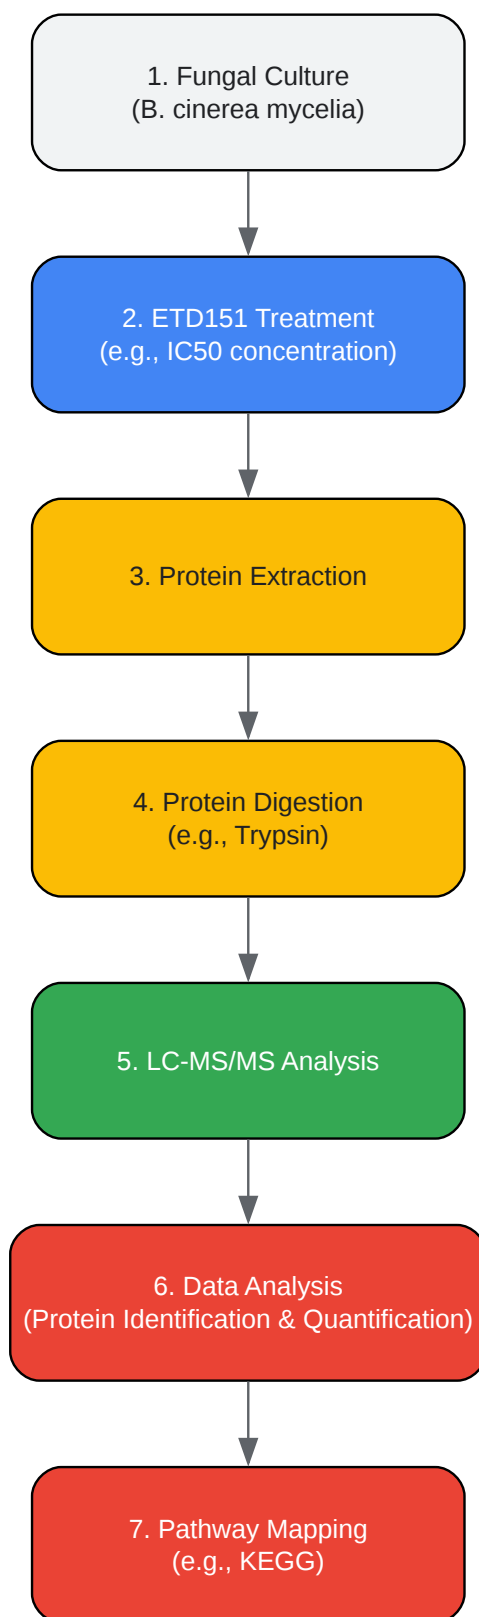 1. Fungal Culture
(B. cinerea mycelia)
2. ETD151 Treatment
(e.g., IC50 concentration)
3. Protein Extraction
4. Protein Digestion
(e.g., Trypsin)
5. LC-MS/MS Analysis
6. Data Analysis
(Protein Identification & Quantification)
7. Pathway Mapping
(e.g., KEGG)